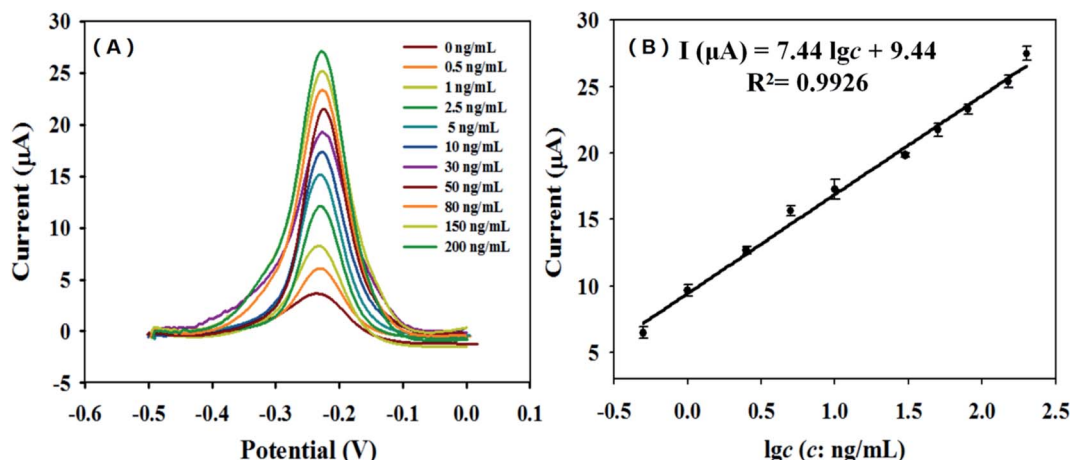 (A)
30
25
20
15
10
5
0
-5
Current (μA)
0 ng/mL
0.5 ng/mL
1 ng/mL
2.5 ng/mL
5 ng/mL
10 ng/mL
30 ng/mL
50 ng/mL
80 ng/mL
150 ng/mL
200 ng/mL
-0.6 -0.5 -0.4 -0.3 -0.2 -0.1 0.0 0.1
Potential (V)
(B)
I (μA) = 7.44 lgc + 9.44
R²= 0.9926
30
25
20
15
10
5
Current (μA)
-0.5 0.0 0.5 1.0 1.5 2.0 2.5
lgc (c: ng/mL)